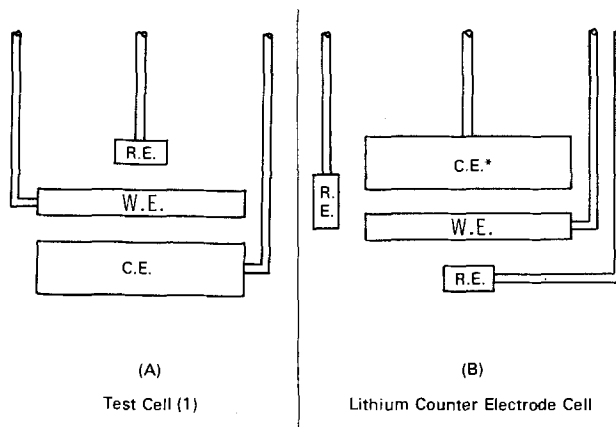 R.E.
W.E.
C.E.
(A)
Test Cell (1)
R.
E.
C.E.*
W.E.
R.E.
(B)
Lithium Counter Electrode Cell